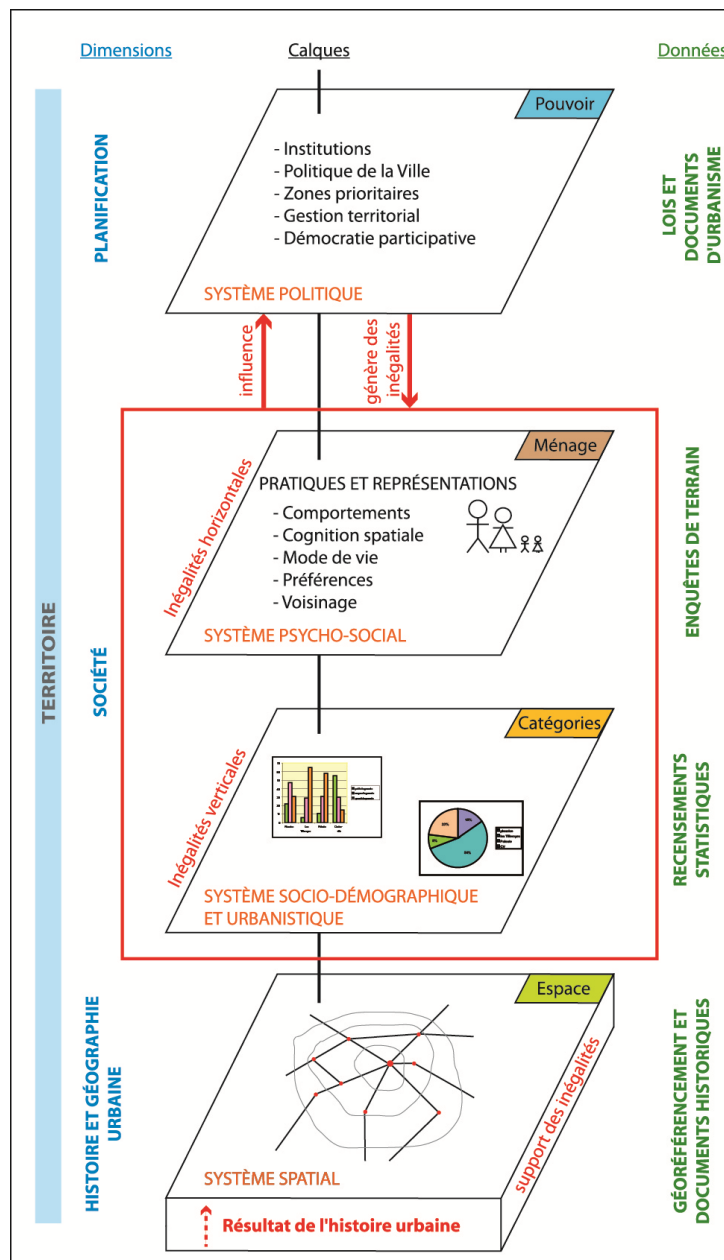 Dimensions
Calques
Données
Pouvoir
- Institutions
- Politique de la Ville
- Zones prioritaires
- Gestion territorial
- Démocratie participative
SYSTÈME POLITIQUE
PLANIFICATION
LOIS ET
DOCUMENTS
D'URBANISME
influence
génère des
inégalités
Ménage
Inégalités horizontales
PRATIQUES ET REPRÉSENTATIONS
- Comportements
- Cognition spatiale
- Mode de vie
- Préférences
- Voisinage
SYSTÈME PSYCHO-SOCIAL
ENQUÊTES DE TERRAIN
TERRITOIRE
SOCIÉTÉ
Catégories
Inégalités verticales
SYSTÈME SOCIO-DÉMOGRAPHIQUE
ET URBANISTIQUE
RECENSEMENTS
STATISTIQUES
Espace
support des inégalités
SYSTÈME SPATIAL
Résultat de l'histoire urbaine
HISTOIRE ET GÉOGRAPHIE
URBAINE
GÉORÉFÉRENCEMENT ET
DOCUMENTS HISTORIQUES